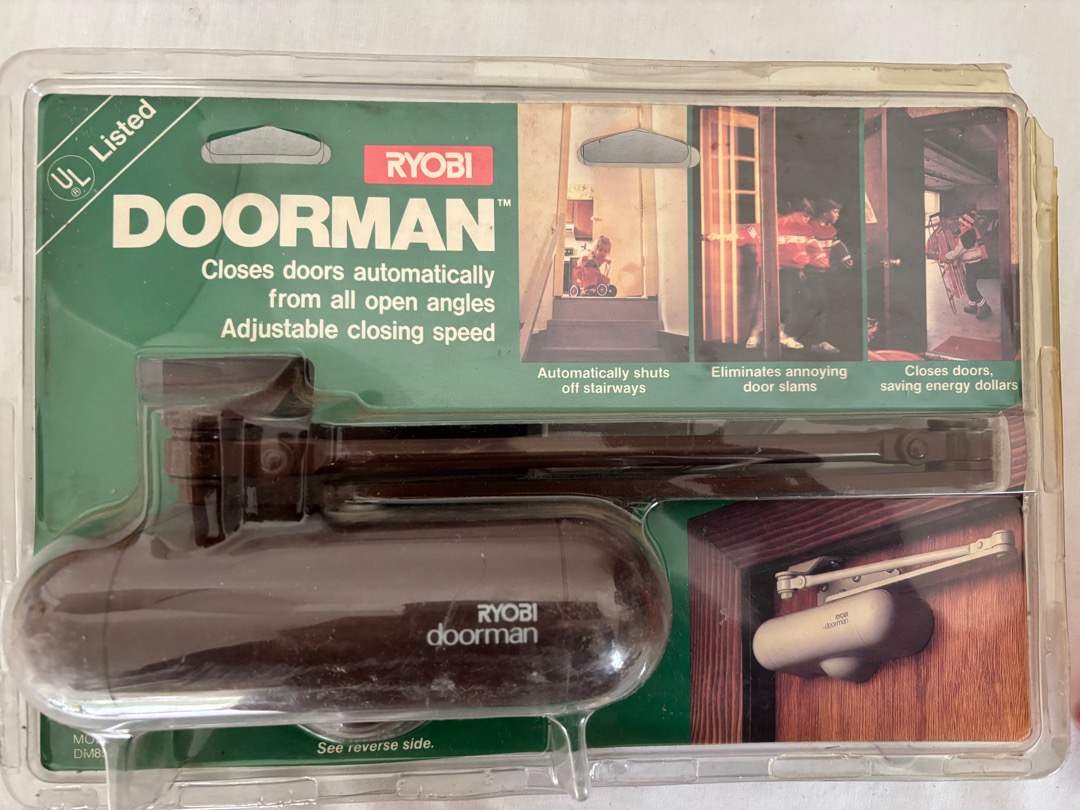 UL® Listed
RYOBI
DOORMAN™
Closes doors automatically
from all open angles
Adjustable closing speed
Automatically shuts
off stairways
Eliminates annoying
door slams
Closes doors,
saving energy dollars
RYOBI
doorman
RYOBI
doorman
See reverse side.